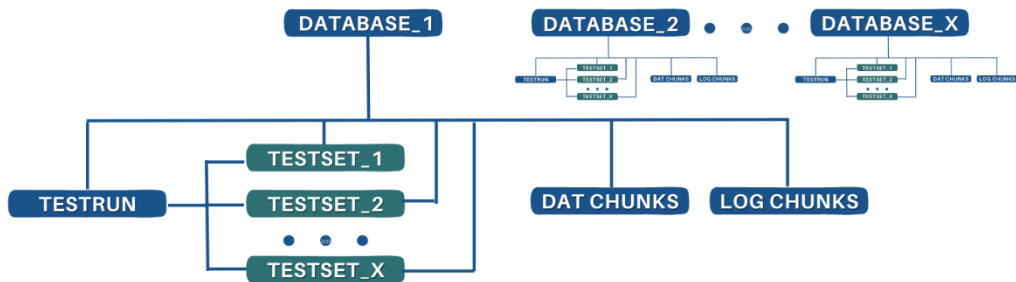 DATABASE_1
DATABASE_2
DATABASE_X
TESTSET_1
TESTRUN
TESTSET_2
DAT CHUNKS
LOG CHUNKS
TESTSET_X
TESTSET_1
TESTRUN
TESTSET_2
DAT CHUNKS
LOG CHUNKS
TESTSET_X
TESTSET_1
TESTRUN
TESTSET_2
DAT CHUNKS
LOG CHUNKS
TESTSET_X